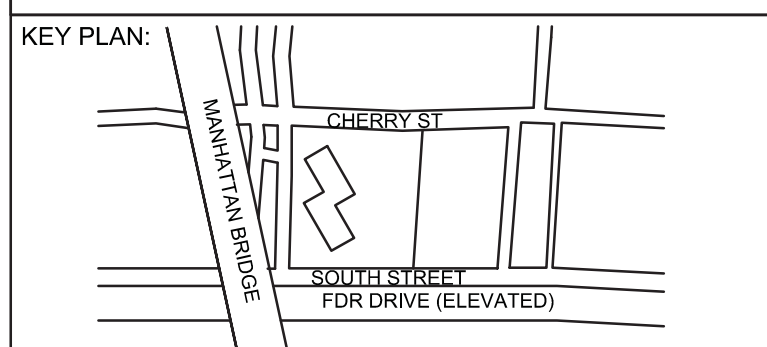 KEY PLAN:
MANHATTAN BRIDGE
CHERRY ST
SOUTH STREET
FDR DRIVE (ELEVATED)